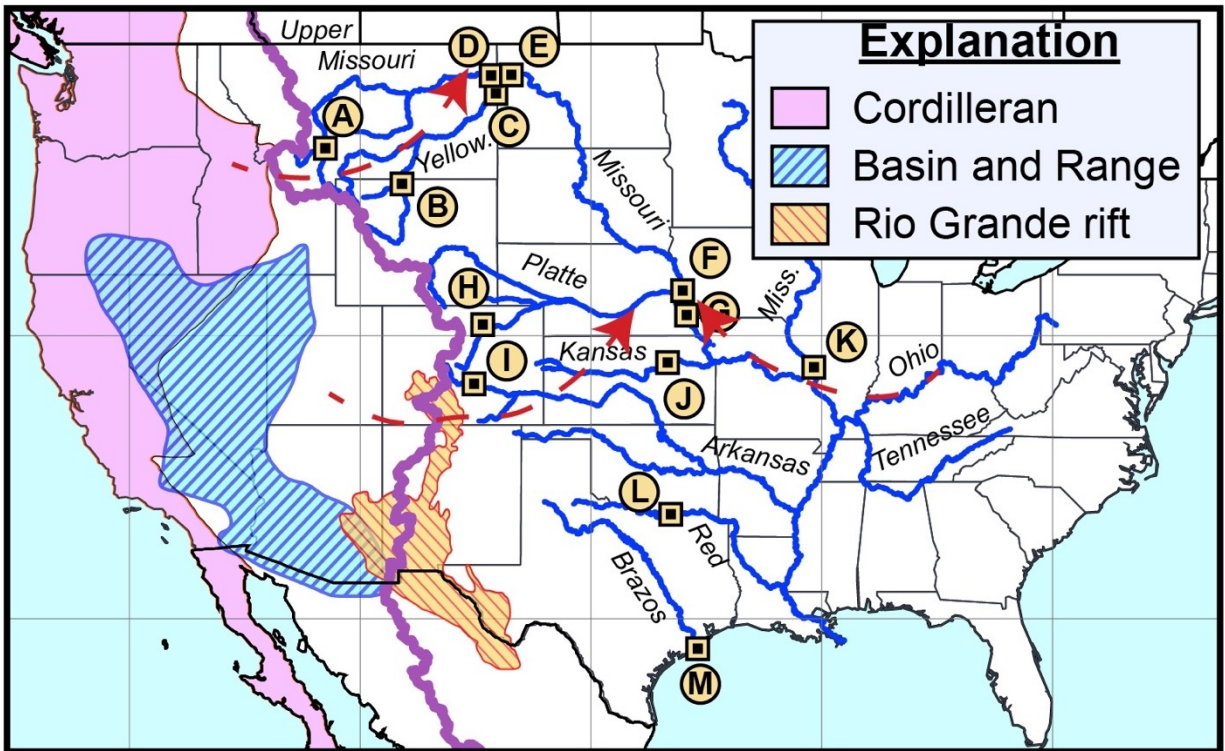 Upper
Missouri
D
E
A
C
Yellow.
B
Missouri
Explanation
Cordilleran
Basin and Range
Rio Grande rift
Platte
F
H
G
Miss.
K
I
Kansas
Ohio
J
Arkansas
Tennessee
L
Red
Brazos
M